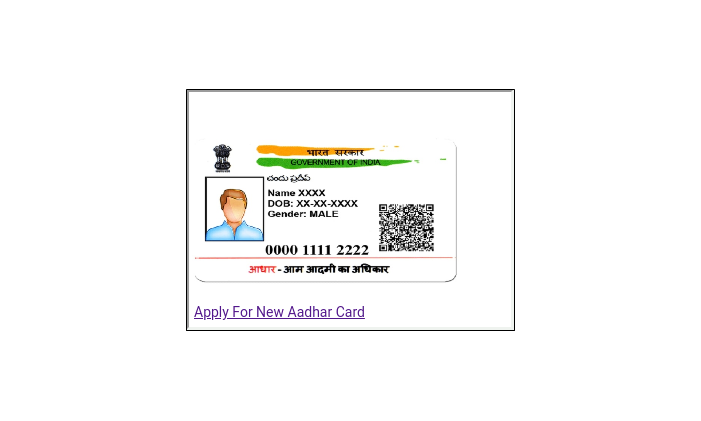 भारत सरकार
GOVERNMENT OF INDIA
చందు ప్రదీప్
Name XXXX
DOB: XX-XX-XXXX
Gender: MALE
0000 1111 2222
आधार - आम आदमी का अधिकार
Apply For New Aadhar Card